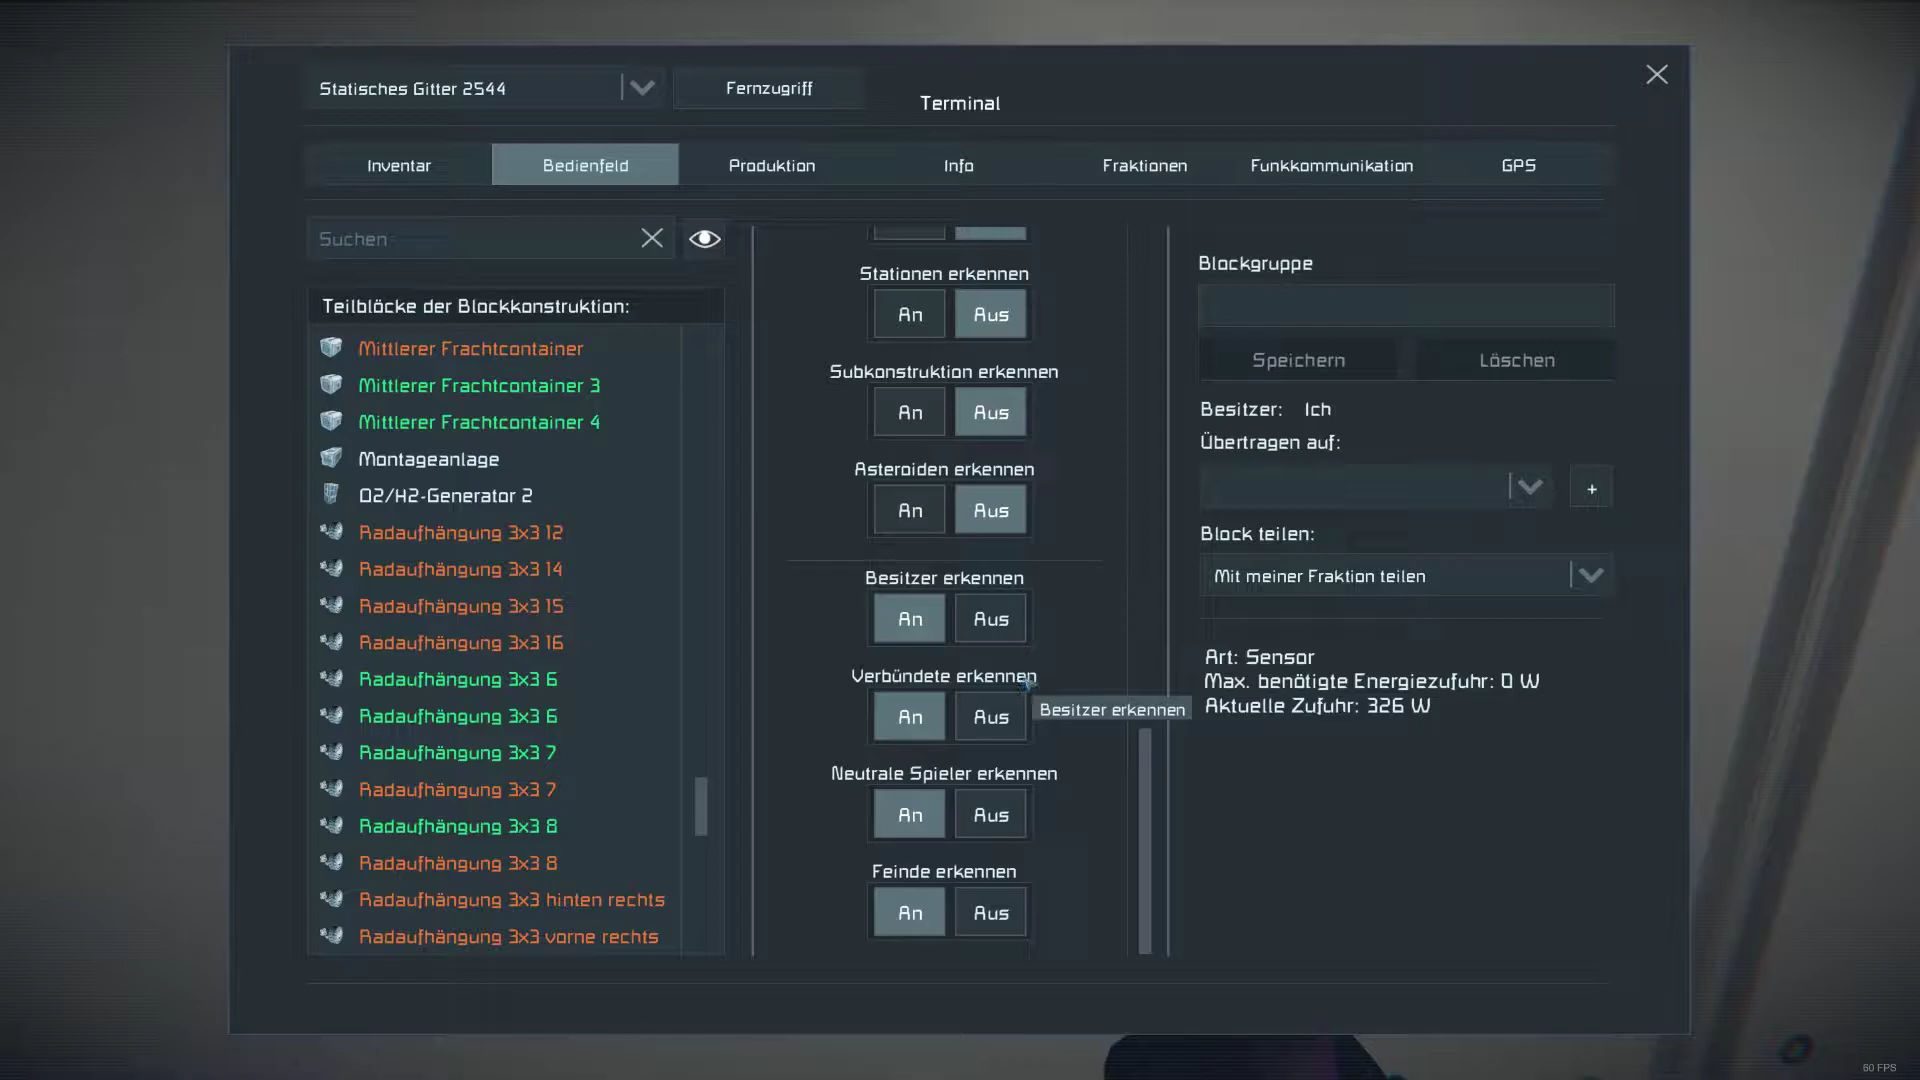 Statisches Gitter 2544
Fernzugriff
Terminal
Inventar
Bedienfeld
Produktion
Info
Fraktionen
Funkkommunikation
GPS
Suchen
Teilblöcke der Blockkonstruktion:
Mittlerer Frachtcontainer
Mittlerer Frachtcontainer 3
Mittlerer Frachtcontainer 4
Montageanlage
O2/H2-Generator 2
Radaufhängung 3x3 12
Radaufhängung 3x3 14
Radaufhängung 3x3 15
Radaufhängung 3x3 16
Radaufhängung 3x3 6
Radaufhängung 3x3 6
Radaufhängung 3x3 7
Radaufhängung 3x3 7
Radaufhängung 3x3 8
Radaufhängung 3x3 8
Radaufhängung 3x3 hinten rechts
Radaufhängung 3x3 vorne rechts
Stationen erkennen
An Aus
Subkonstruktion erkennen
An Aus
Asteroiden erkennen
An Aus
Besitzer erkennen
An Aus
Verbündete erkennen
An Aus
Besitzer erkennen
Neutrale Spieler erkennen
An Aus
Feinde erkennen
An Aus
Blockgruppe
Speichern
Löschen
Besitzer: Ich
Übertragen auf:
+
Block teilen:
Mit meiner Fraktion teilen
Art: Sensor
Max. benötigte Energiezufuhr: 0 W
Aktuelle Zufuhr: 326 W
60 FPS